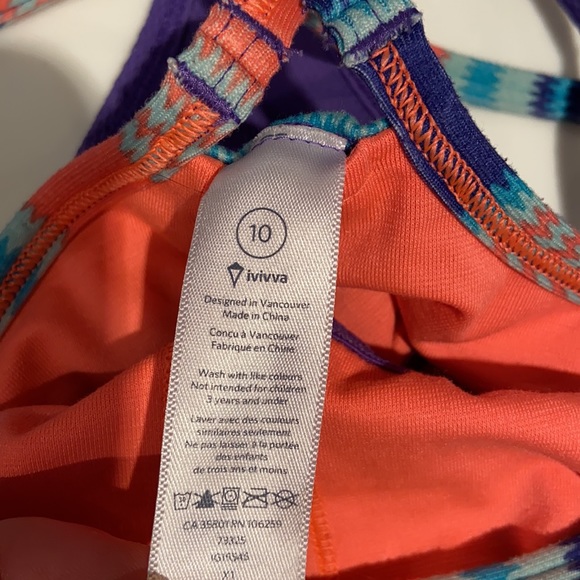 10
ivivva
Designed in Vancouver
Made in China
Conçu à Vancouver
Fabriqué en Chine
Wash with like colours
Not intended for children
3 years and under
Laver avec des couleurs
similaires seulement
Ne pas laisser à la portée
des enfants
de trois ans et moins
CA 35801 RN 106259
X1